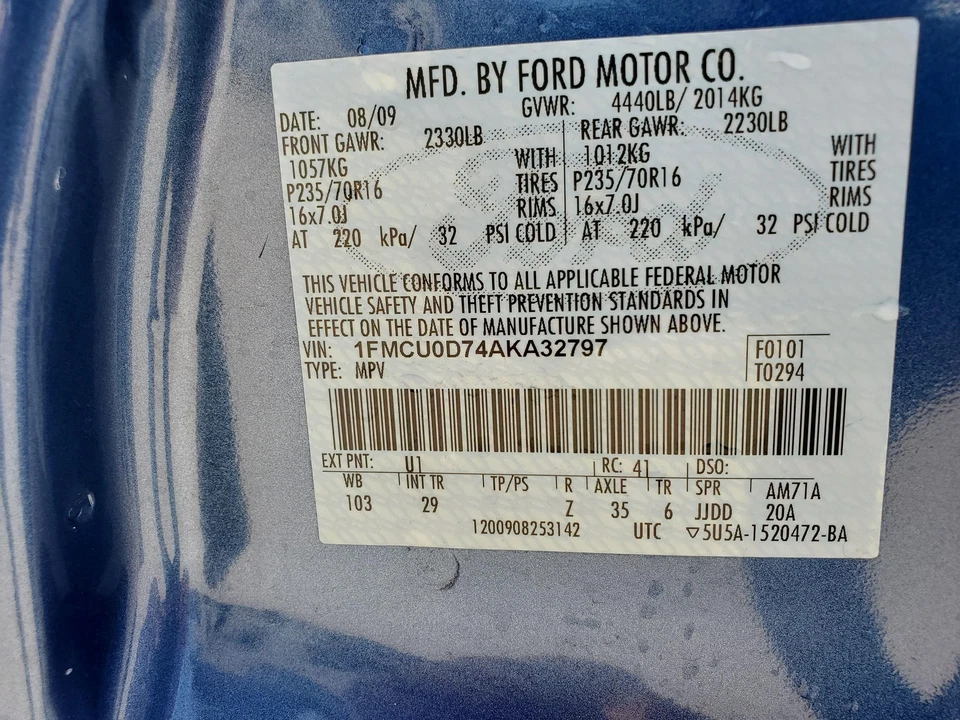 MFD. BY FORD MOTOR CO.
DATE: 08/09 GVWR: 4440LB/ 2014KG
FRONT GAWR: 2330LB REAR GAWR: 2230LB
1057KG WITH 1012KG WITH
P235/70R16 TIRES P235/70R16 TIRES
16x7.0J RIMS 16x7.0J RIMS
AT 220 kPa/ 32 PSI COLD AT 220 kPa/ 32 PSI COLD
THIS VEHICLE CONFORMS TO ALL APPLICABLE FEDERAL MOTOR
VEHICLE SAFETY AND THEFT PREVENTION STANDARDS IN
EFFECT ON THE DATE OF MANUFACTURE SHOWN ABOVE.
VIN: 1FMCU0D74AKA32797 F0101
TYPE: MPV T0294
EXT PNT: U1 RC: 41 DSO:
WB INT TR TP/PS R AXLE TR SPR AM71A
103 29 Z 35 6 JJDD 20A
1200908253142 UTC ▽5U5A-1520472-BA